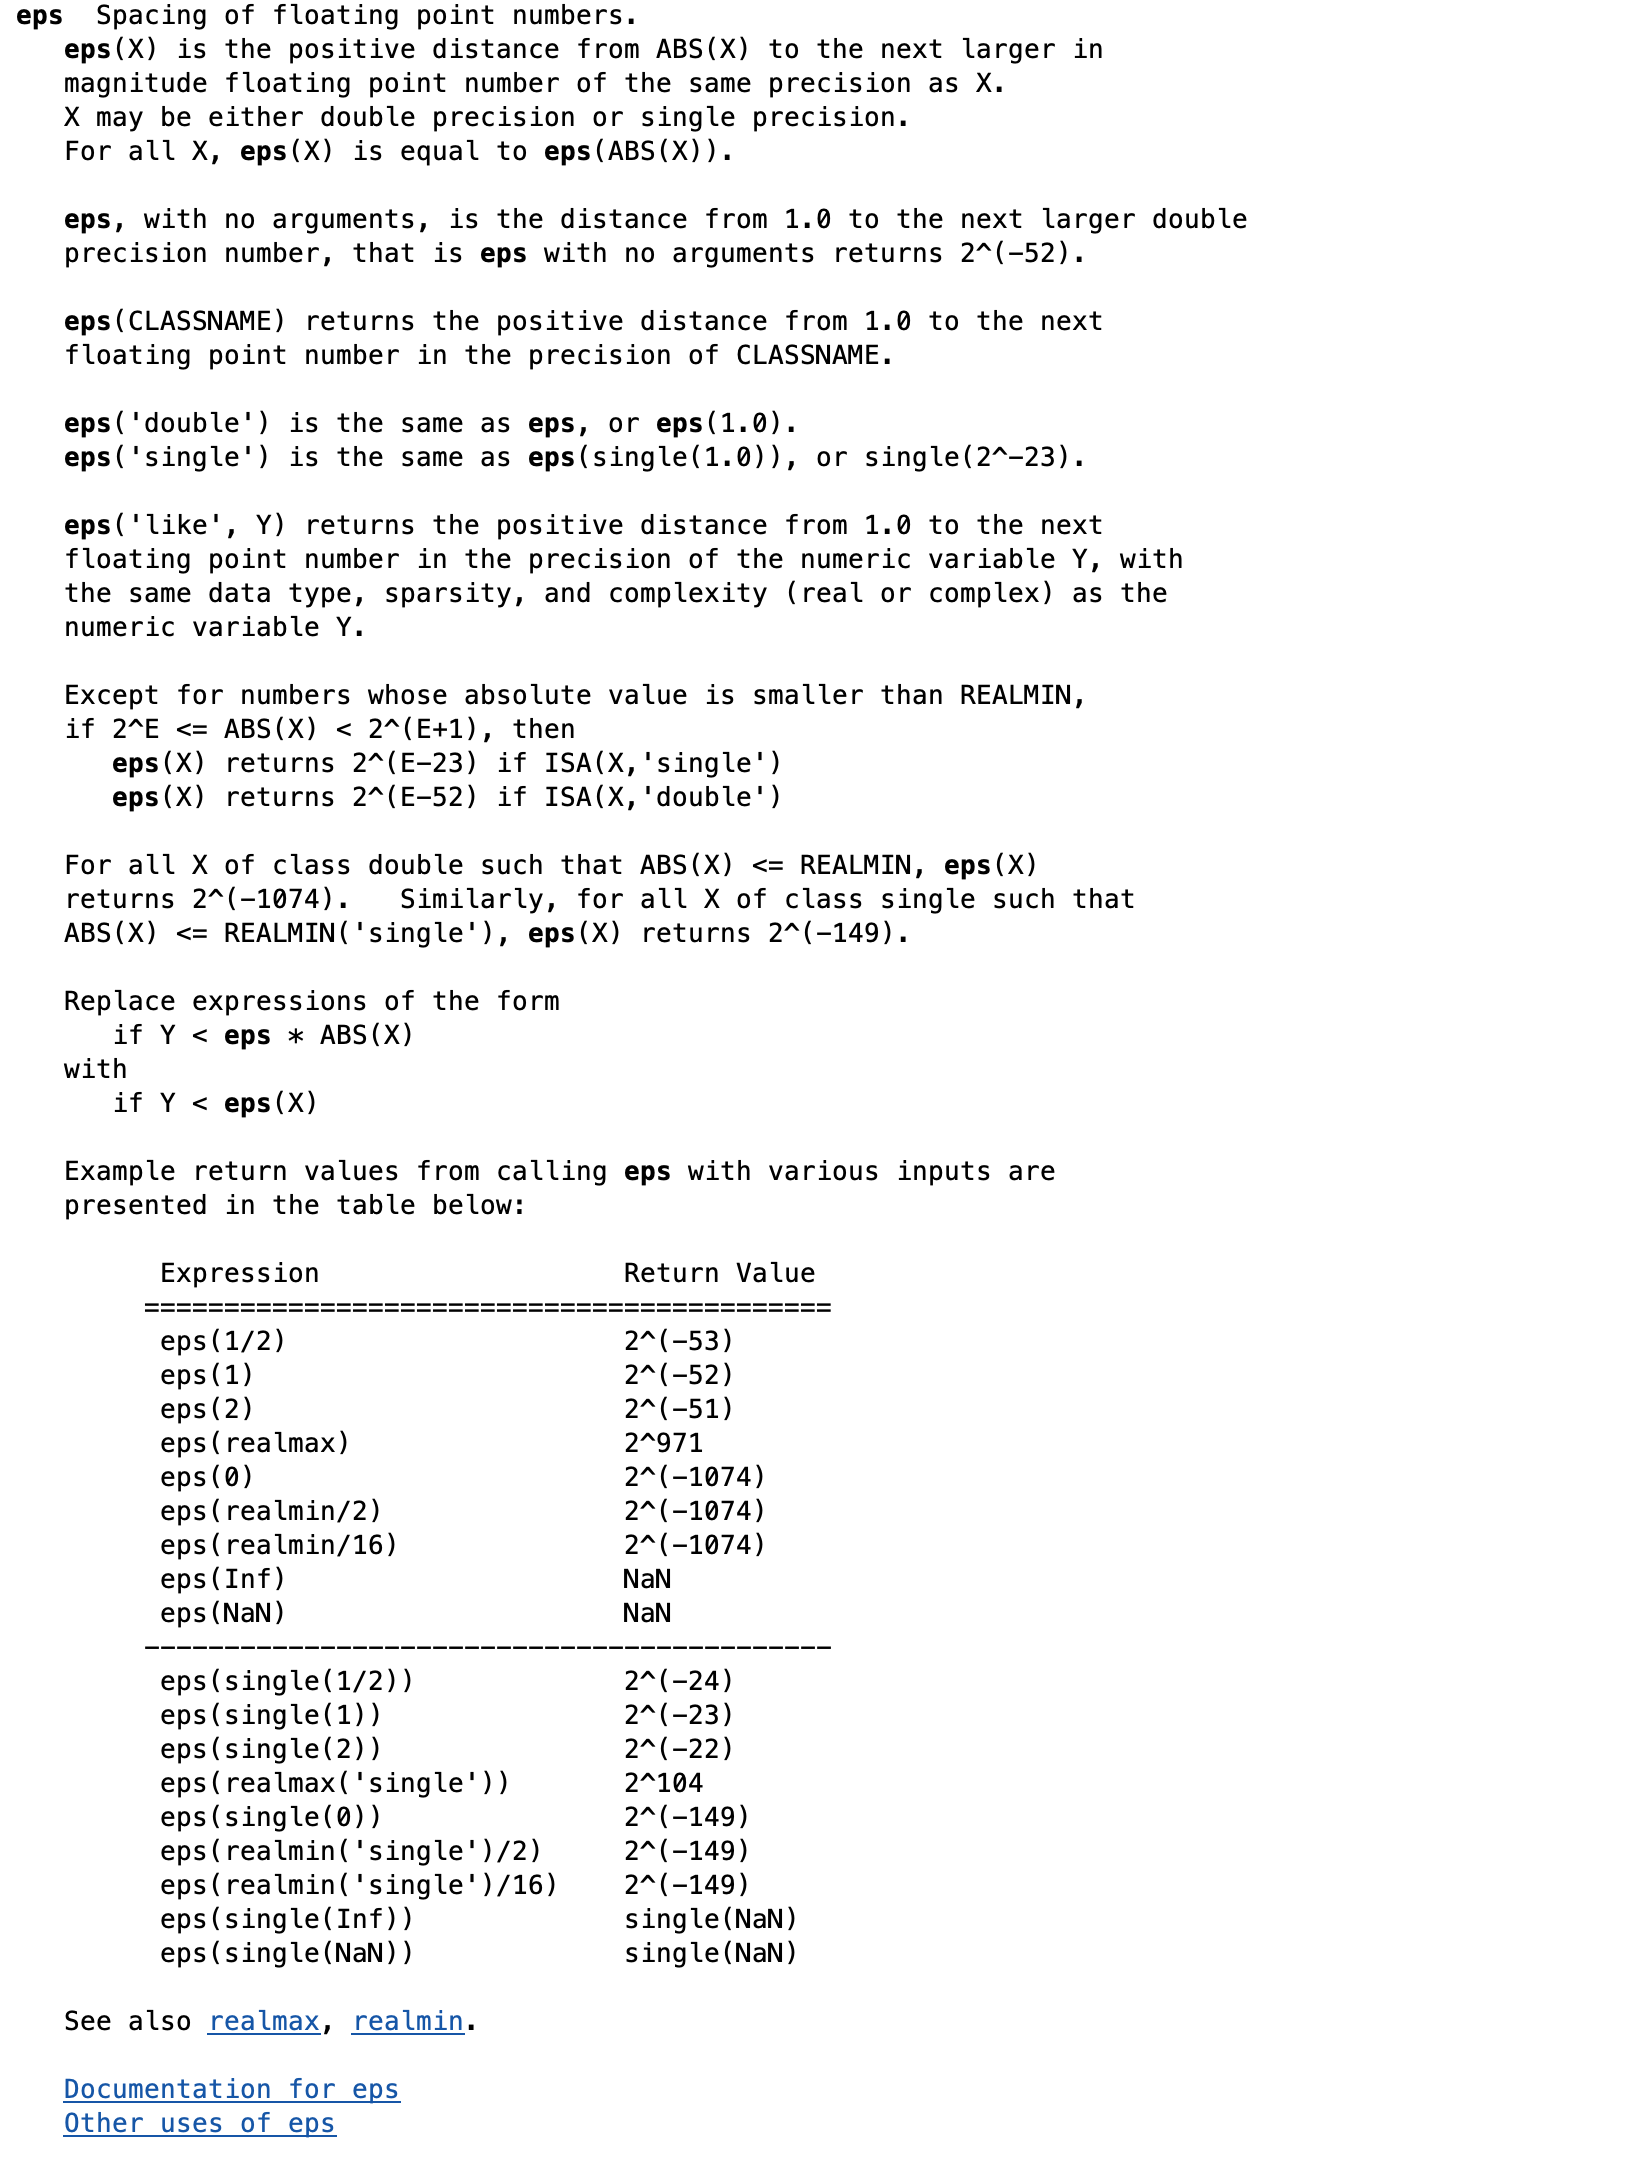 eps  Spacing of floating point numbers.
   eps(X) is the positive distance from ABS(X) to the next larger in
   magnitude floating point number of the same precision as X.
   X may be either double precision or single precision.
   For all X, eps(X) is equal to eps(ABS(X)).

   eps, with no arguments, is the distance from 1.0 to the next larger double
   precision number, that is eps with no arguments returns 2^(-52).

   eps(CLASSNAME) returns the positive distance from 1.0 to the next
   floating point number in the precision of CLASSNAME.

   eps('double') is the same as eps, or eps(1.0).
   eps('single') is the same as eps(single(1.0)), or single(2^-23).

   eps('like', Y) returns the positive distance from 1.0 to the next
   floating point number in the precision of the numeric variable Y, with
   the same data type, sparsity, and complexity (real or complex) as the
   numeric variable Y.

   Except for numbers whose absolute value is smaller than REALMIN,
   if 2^E <= ABS(X) < 2^(E+1), then
      eps(X) returns 2^(E-23) if ISA(X,'single')
      eps(X) returns 2^(E-52) if ISA(X,'double')

   For all X of class double such that ABS(X) <= REALMIN, eps(X)
   returns 2^(-1074).   Similarly, for all X of class single such that
   ABS(X) <= REALMIN('single'), eps(X) returns 2^(-149).

   Replace expressions of the form
      if Y < eps * ABS(X)
   with
      if Y < eps(X)

   Example return values from calling eps with various inputs are
   presented in the table below:

         Expression                   Return Value
        ===========================================
         eps(1/2)                     2^(-53)
         eps(1)                       2^(-52)
         eps(2)                       2^(-51)
         eps(realmax)                 2^971
         eps(0)                       2^(-1074)
         eps(realmin/2)               2^(-1074)
         eps(realmin/16)              2^(-1074)
         eps(Inf)                     NaN
         eps(NaN)                     NaN
        -------------------------------------------
         eps(single(1/2))             2^(-24)
         eps(single(1))               2^(-23)
         eps(single(2))               2^(-22)
         eps(realmax('single'))       2^104
         eps(single(0))               2^(-149)
         eps(realmin('single')/2)     2^(-149)
         eps(realmin('single')/16)    2^(-149)
         eps(single(Inf))             single(NaN)
         eps(single(NaN))             single(NaN)

   See also realmax, realmin.

   Documentation for eps
   Other uses of eps